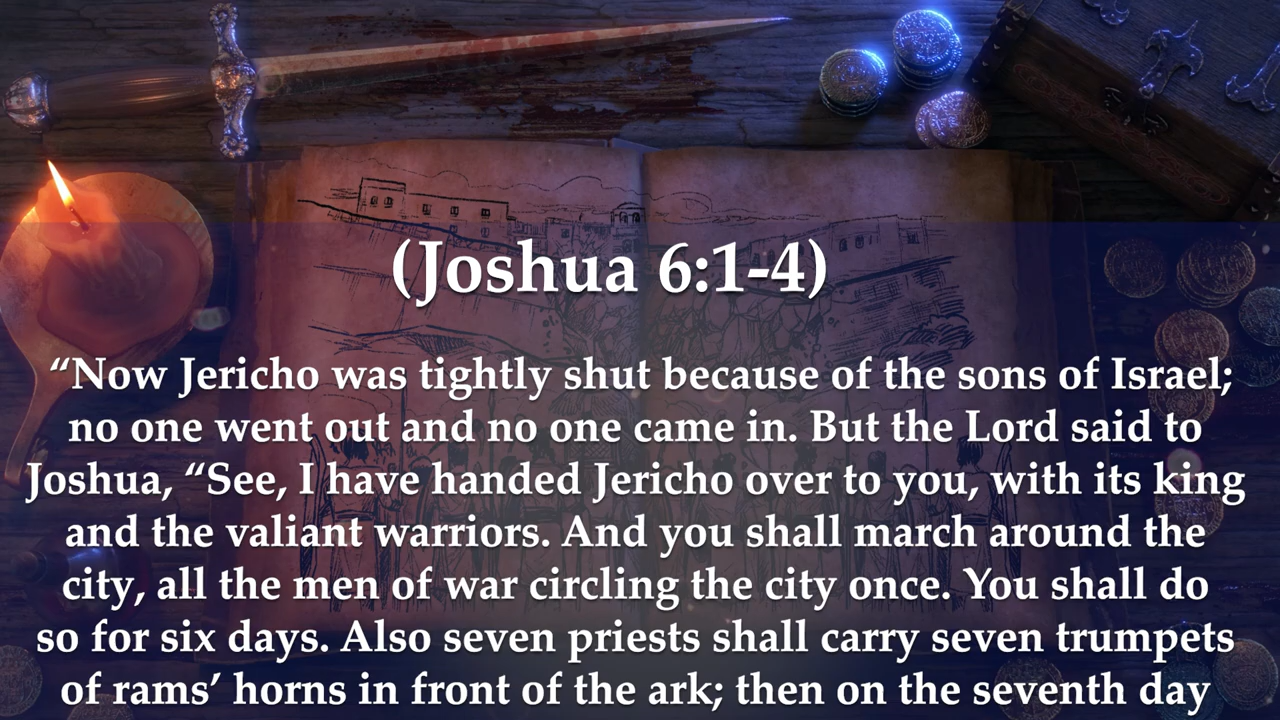 (Joshua 6:1-4)
“Now Jericho was tightly shut because of the sons of Israel;
no one went out and no one came in. But the Lord said to
Joshua, “See, I have handed Jericho over to you, with its king
and the valiant warriors. And you shall march around the
city, all the men of war circling the city once. You shall do
so for six days. Also seven priests shall carry seven trumpets
of rams’ horns in front of the ark; then on the seventh day